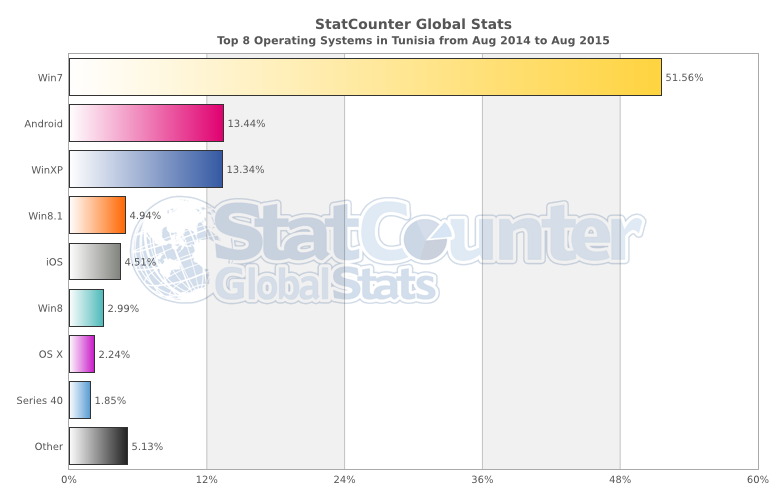 StatCounter Global Stats
Top 8 Operating Systems in Tunisia from Aug 2014 to Aug 2015
Win7 51.56%
Android 13.44%
WinXP 13.34%
Win8.1 4.94%
iOS 4.51%
StatCounter
GlobalStats
Win8 2.99%
OS X 2.24%
Series 40 1.85%
Other 5.13%
0% 12% 24% 36% 48% 60%